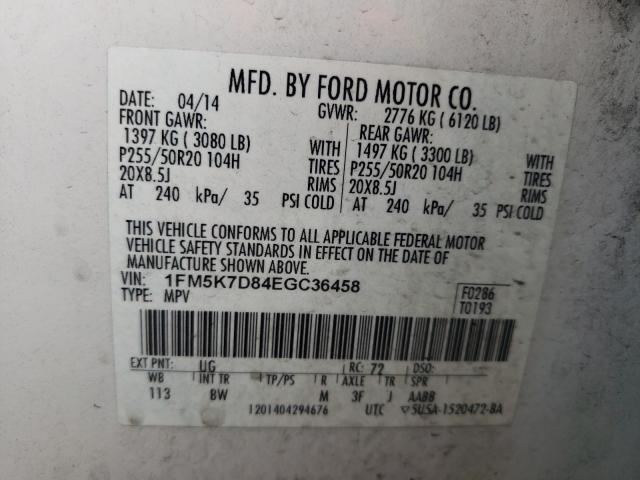 MFD. BY FORD MOTOR CO.
DATE: 04/14 GVWR: 2776 KG ( 6120 LB)
FRONT GAWR: REAR GAWR:
1397 KG ( 3080 LB) WITH 1497 KG ( 3300 LB) WITH
P255/50R20 104H TIRES P255/50R20 104H TIRES
20X8.5J RIMS 20X8.5J RIMS
AT 240 kPa/ 35 PSI COLD AT 240 kPa/ 35 PSI COLD
THIS VEHICLE CONFORMS TO ALL APPLICABLE FEDERAL MOTOR
VEHICLE SAFETY STANDARDS IN EFFECT ON THE DATE OF
MANUFACTURE SHOWN ABOVE.
VIN: 1FM5K7D84EGC36458 F0286
TYPE: MPV T0193
EXT PNT: UG RC: 72 DSO:
WB INT TR TP/PS R AXLE TR SPR
113 BW M 3F J AABB
1201404294676 UTC ▽5USA-1520472-BA